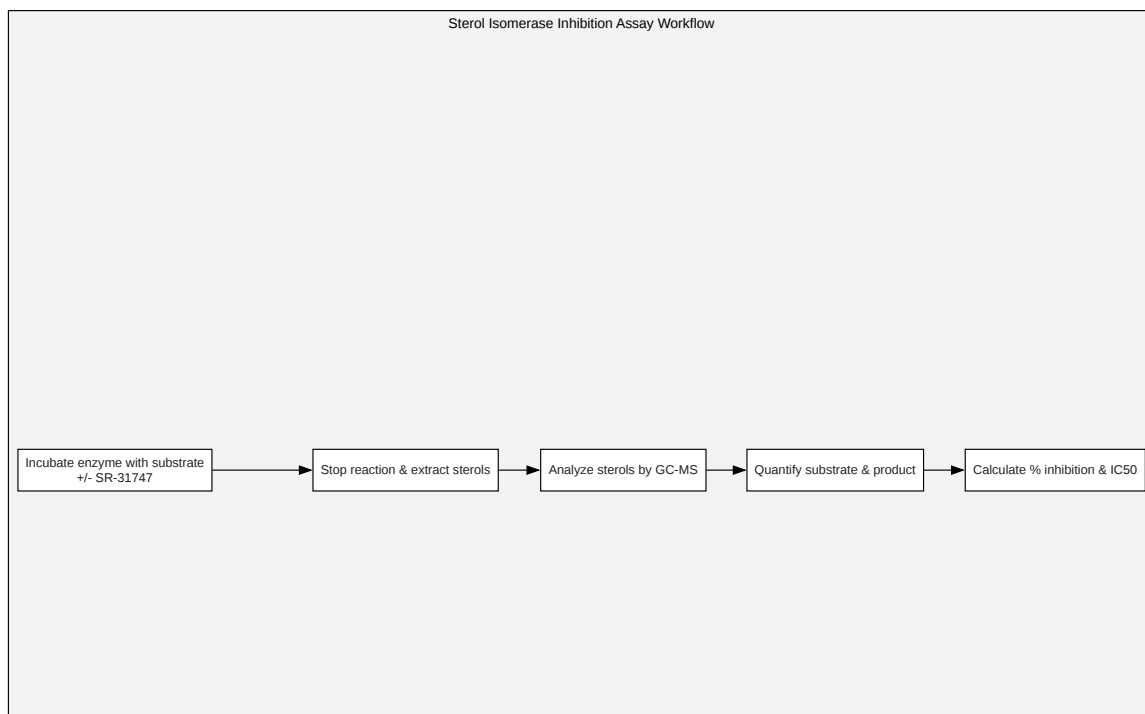 Sterol Isomerase Inhibition Assay Workflow
Incubate enzyme with substrate
+/- SR-31747
Stop reaction & extract sterols
Analyze sterols by GC-MS
Quantify substrate & product
Calculate % inhibition & IC50